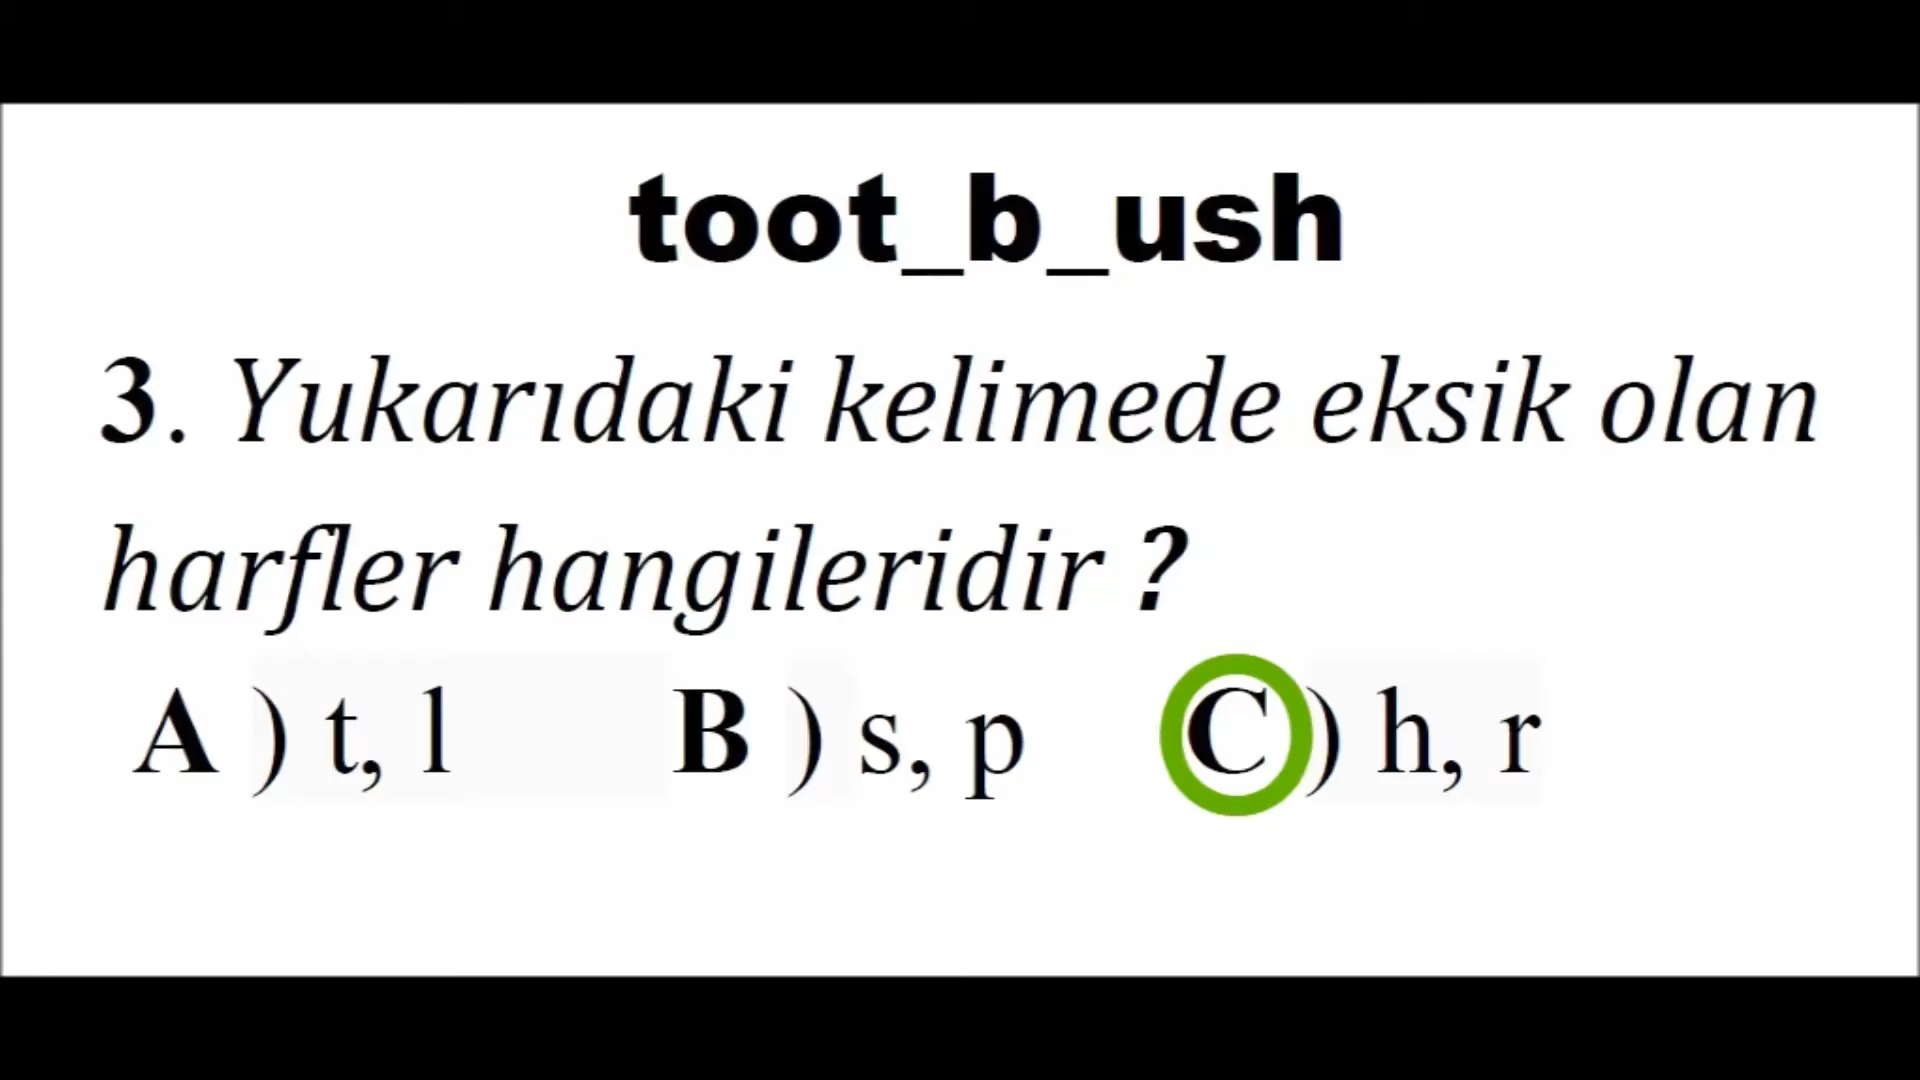 toot_b_ush
3. Yukarıdaki kelimede eksik olan
harfler hangileridir ?
A ) t, l B ) s, p C ) h, r